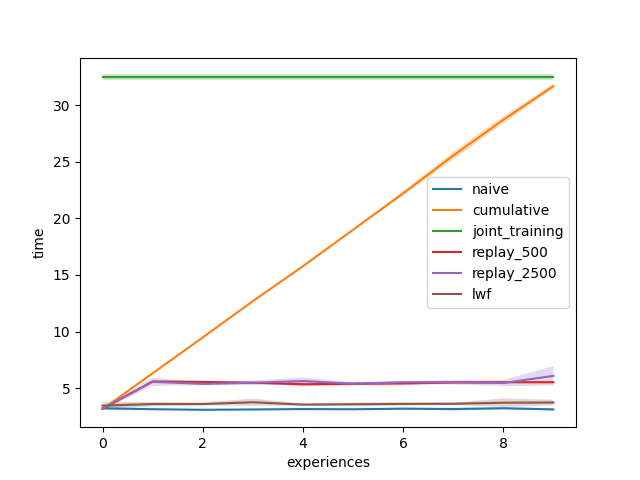 30
25
20
15
10
5
time
0
2
4
6
8
experiences
naive
cumulative
joint_training
replay_500
replay_2500
lwf